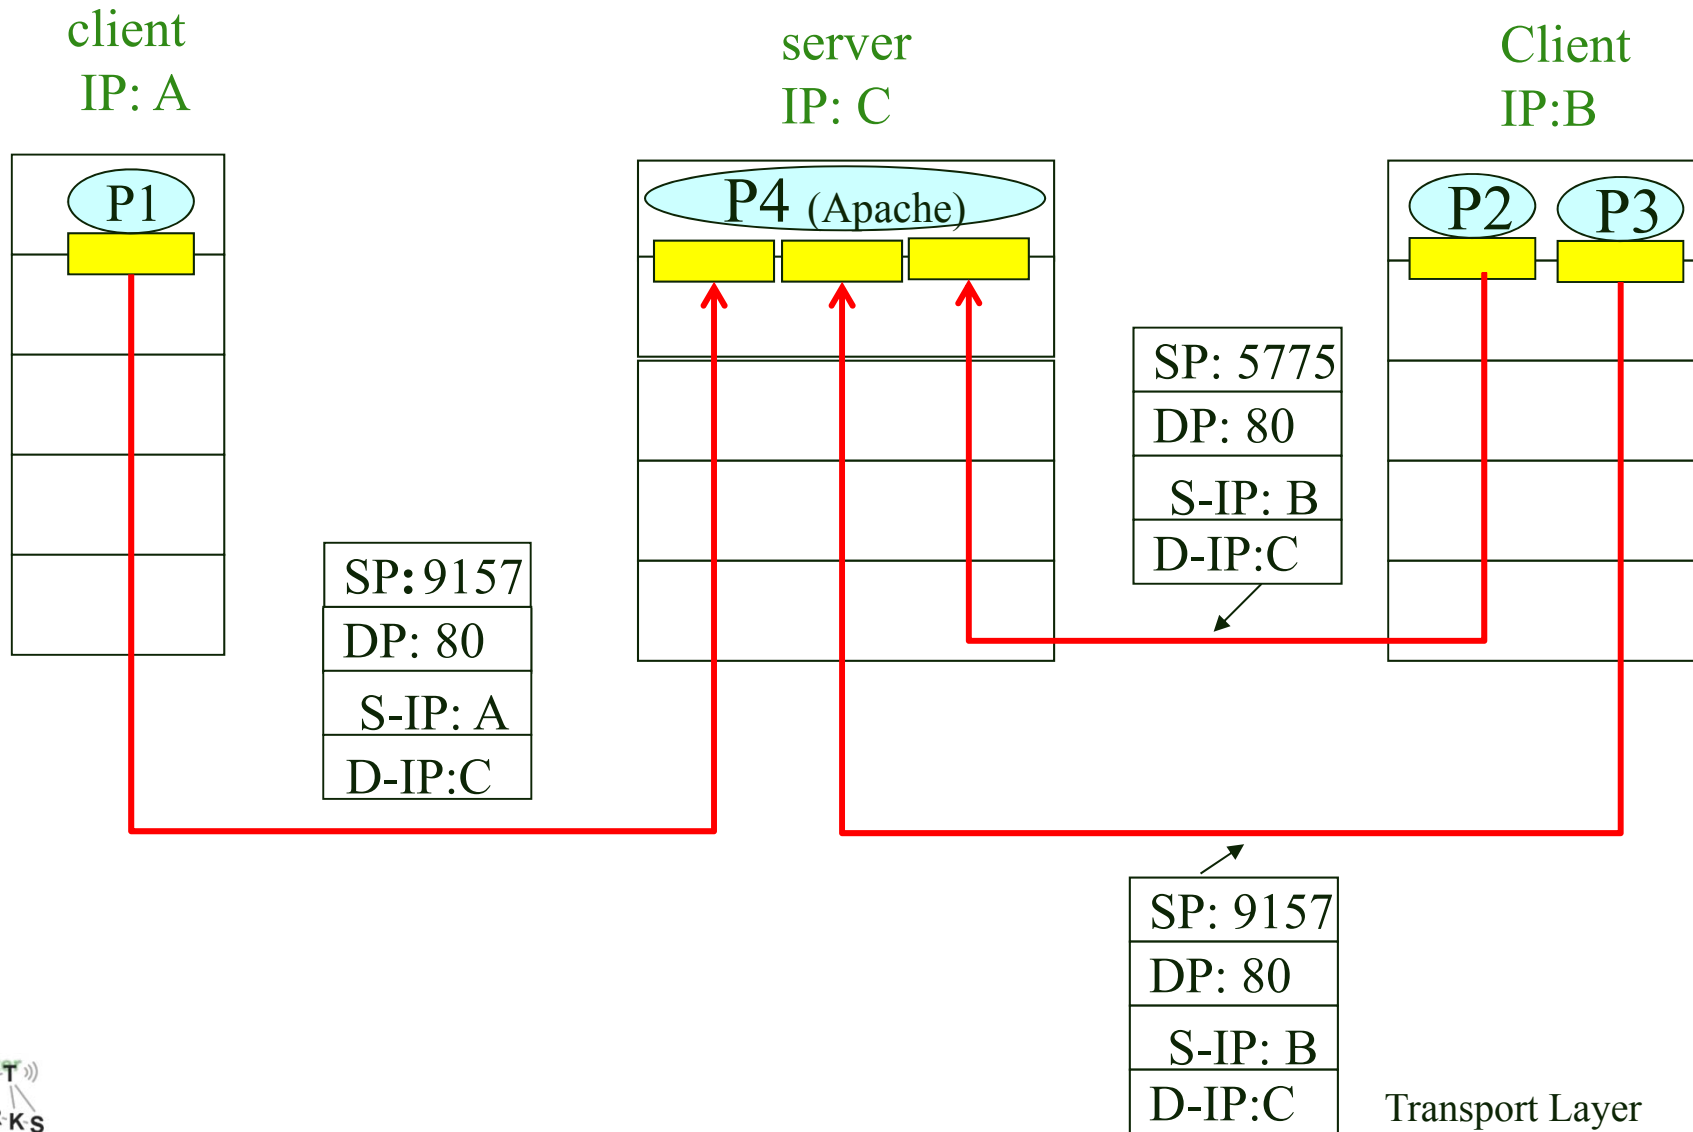 client
IP: A
server
IP: C
Client
IP:B
P1
P4 (Apache)
P2
P3
SP: 5775
DP: 80
S-IP: B
D-IP:C
SP: 9157
DP: 80
S-IP: A
D-IP:C
SP: 9157
DP: 80
S-IP: B
D-IP:C
Transport Layer
T
K-S